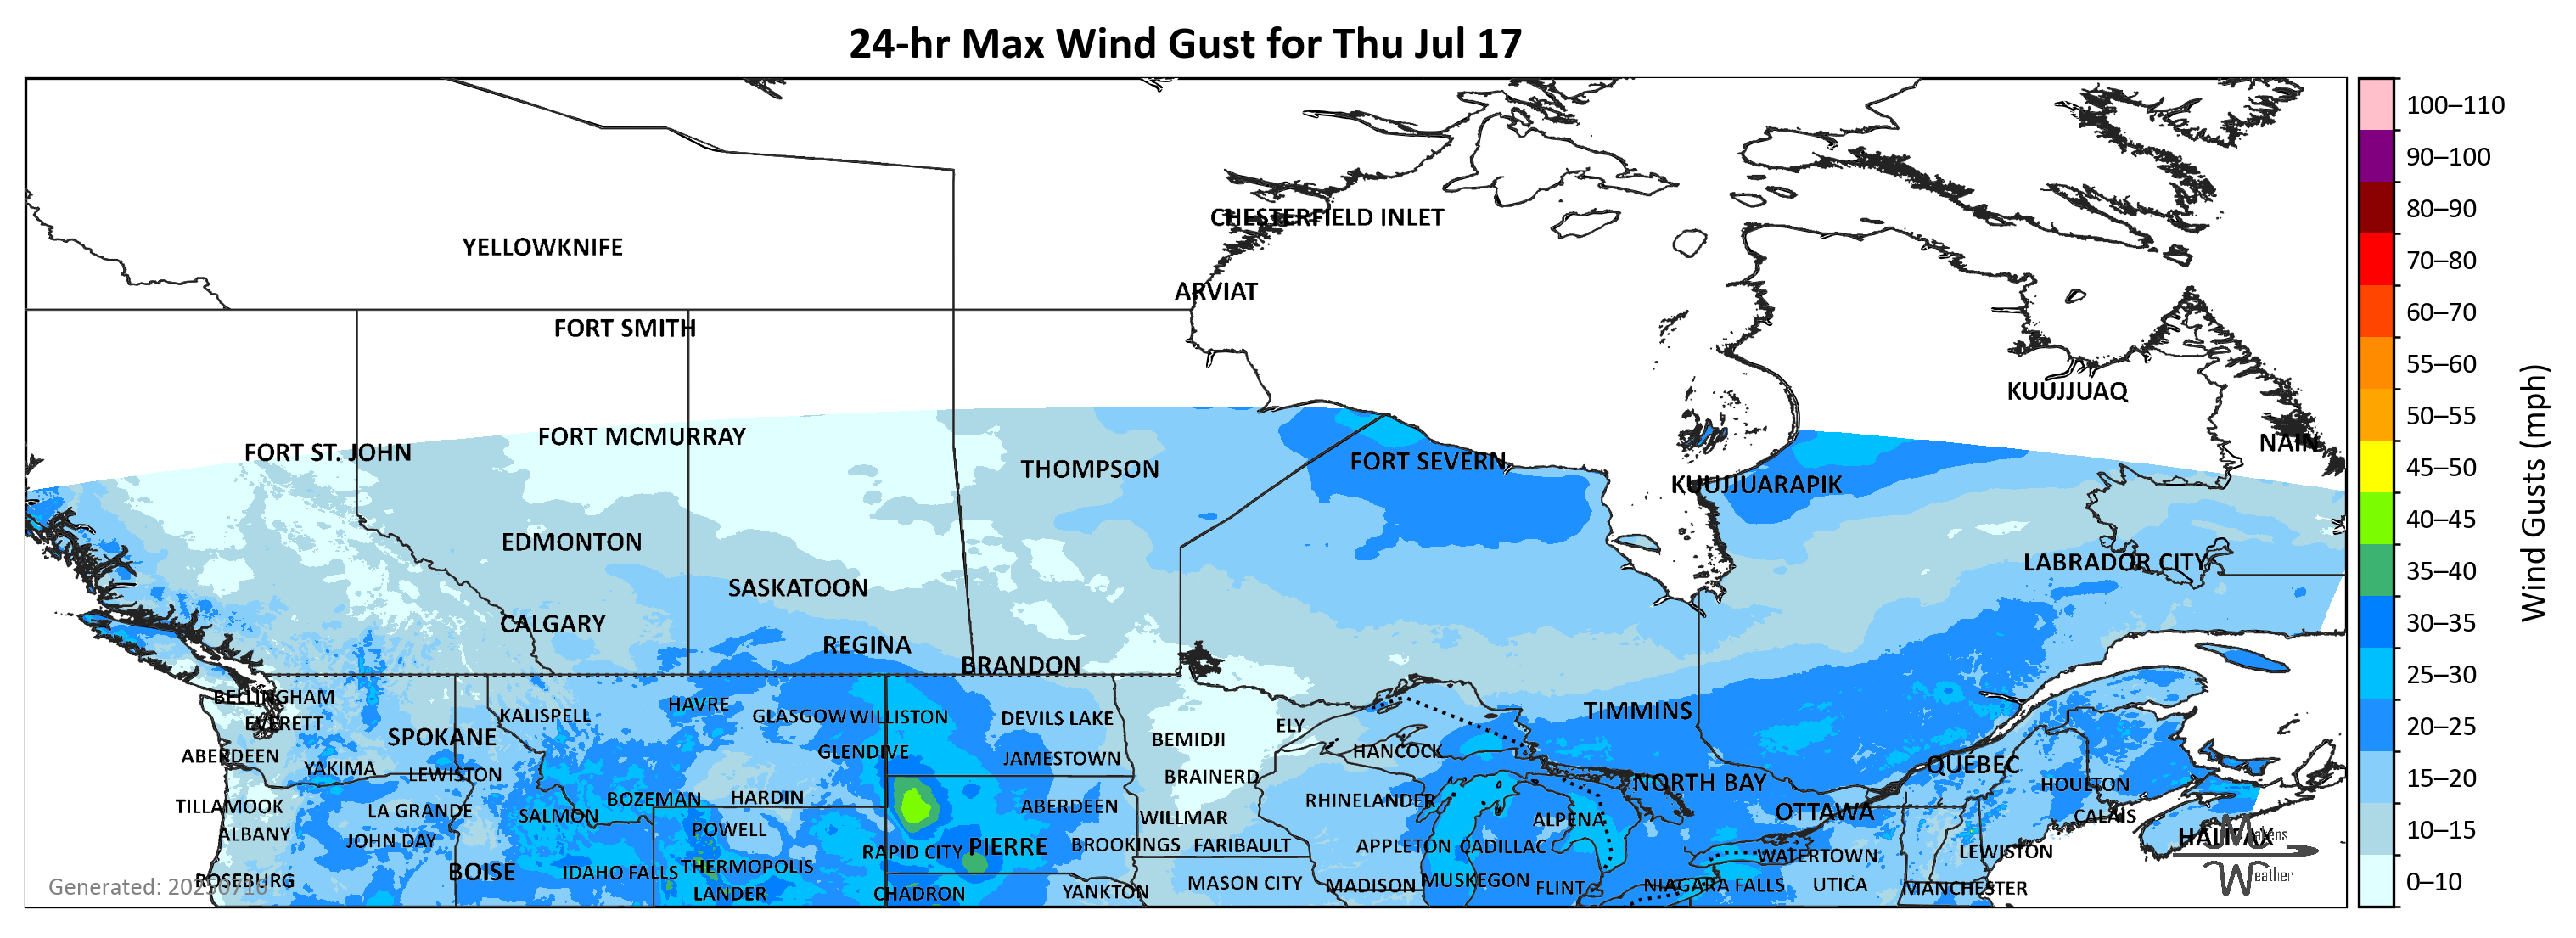 24-hr Max Wind Gust for Thu Jul 17
100–110
90–100
80–90
CHESTERFIELD INLET
YELLOWKNIFE
70–80
ARVIAT
60–70
FORT SMITH
55–60
KUUJJUAQ
50–55
FORT MCMURRAY
NAIN
FORT ST. JOHN
FORT SEVERN
45–50
THOMPSON
KUUJJUARAPIK
Wind Gusts (mph)
40–45
EDMONTON
LABRADOR CITY
35–40
SASKATOON
CALGARY
30–35
REGINA
BRANDON
25–30
BELLINGHAM
HAVRE
KALISPELL
GLASGOW WILLISTON
DEVILS LAKE
TIMMINS
EVERETT
ELY
20–25
SPOKANE
BEMIDJI
ABERDEEN
GLENDIVE
JAMESTOWN
HANCOCK
QUEBEC
YAKIMA
LEWISTON
BRAINERD
15–20
NORTH BAY
HOULTON
TILLAMOOK
LA GRANDE
BOZEMAN
HARDIN
ABERDEEN
RHINELANDER
OTTAWA
SALMON
WILLMAR
ALPENA
CALAIS
ALBANY
POWELL
10–15
JOHN DAY
RAPID CITY
PIERRE
BROOKINGS
FARIBAULT
APPLETON
CADILLAC
WATERTOWN
LEWISTON
HALIFAX
Makens
Weather
BOISE
IDAHO FALLS
THERMOPOLIS
ROSEBURG
LANDER
CHADRON
YANKTON
MASON CITY
MADISON
MUSKEGON
FLINT
NIAGARA FALLS
UTICA
MANCHESTER
0–10
Generated: 20250716